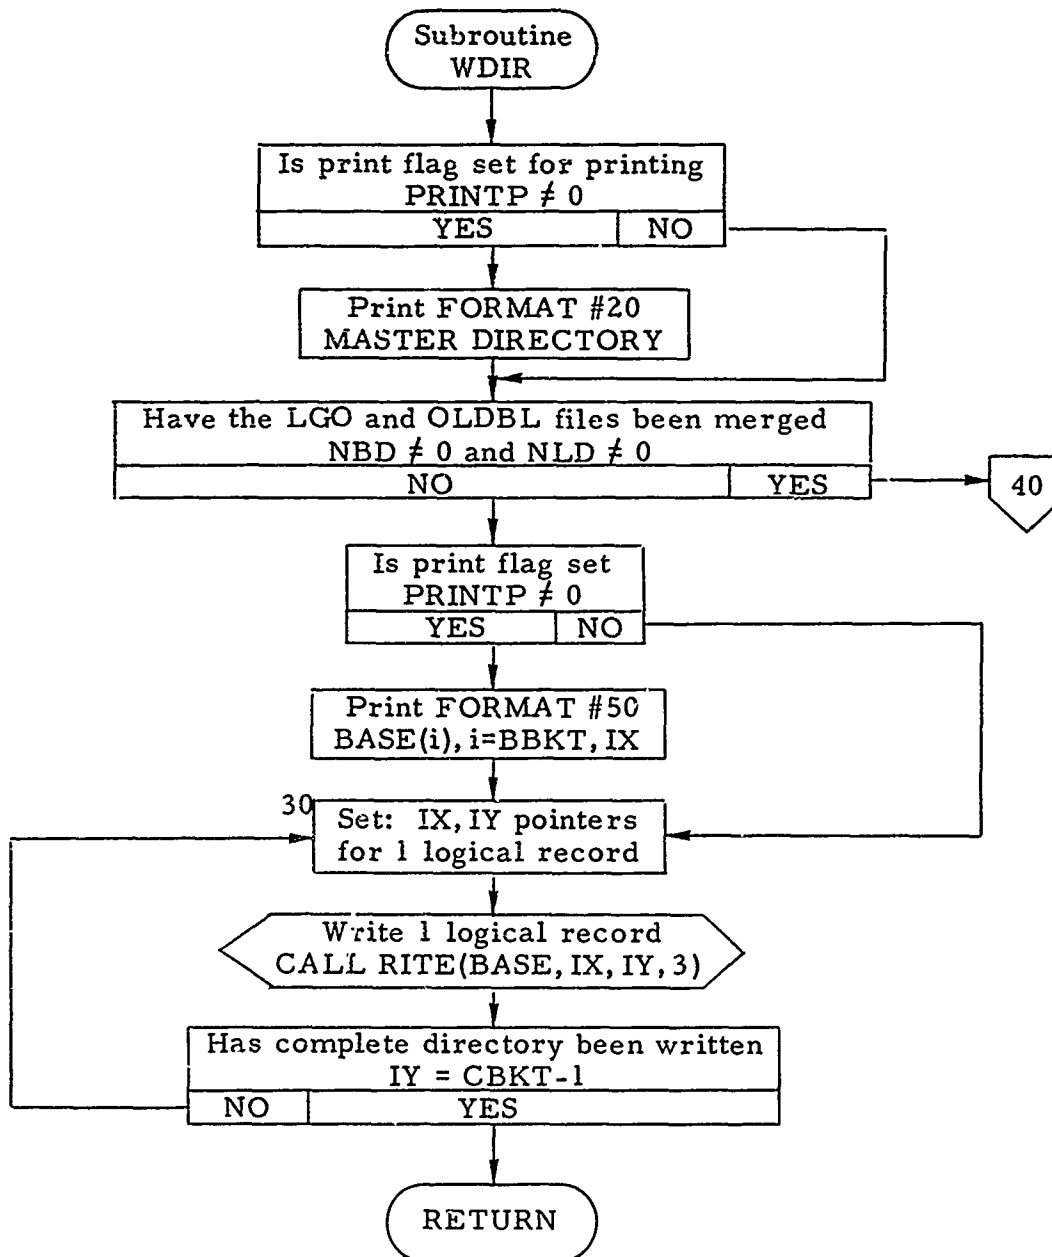 Subroutine
WDIR
Is print flag set for printing
PRINTP ≠ 0
YES NO
Print FORMAT #20
MASTER DIRECTORY
Have the LGO and OLDBL files been merged
NBD ≠ 0 and NLD ≠ 0
NO YES
40
Is print flag set
PRINTP ≠ 0
YES NO
Print FORMAT #50
BASE(i), i=BBKT, IX
30
Set: IX, IY pointers
for 1 logical record
Write 1 logical record
CALL RITE(BASE, IX, IY, 3)
Has complete directory been written
IY = CBKT-1
NO YES
RETURN